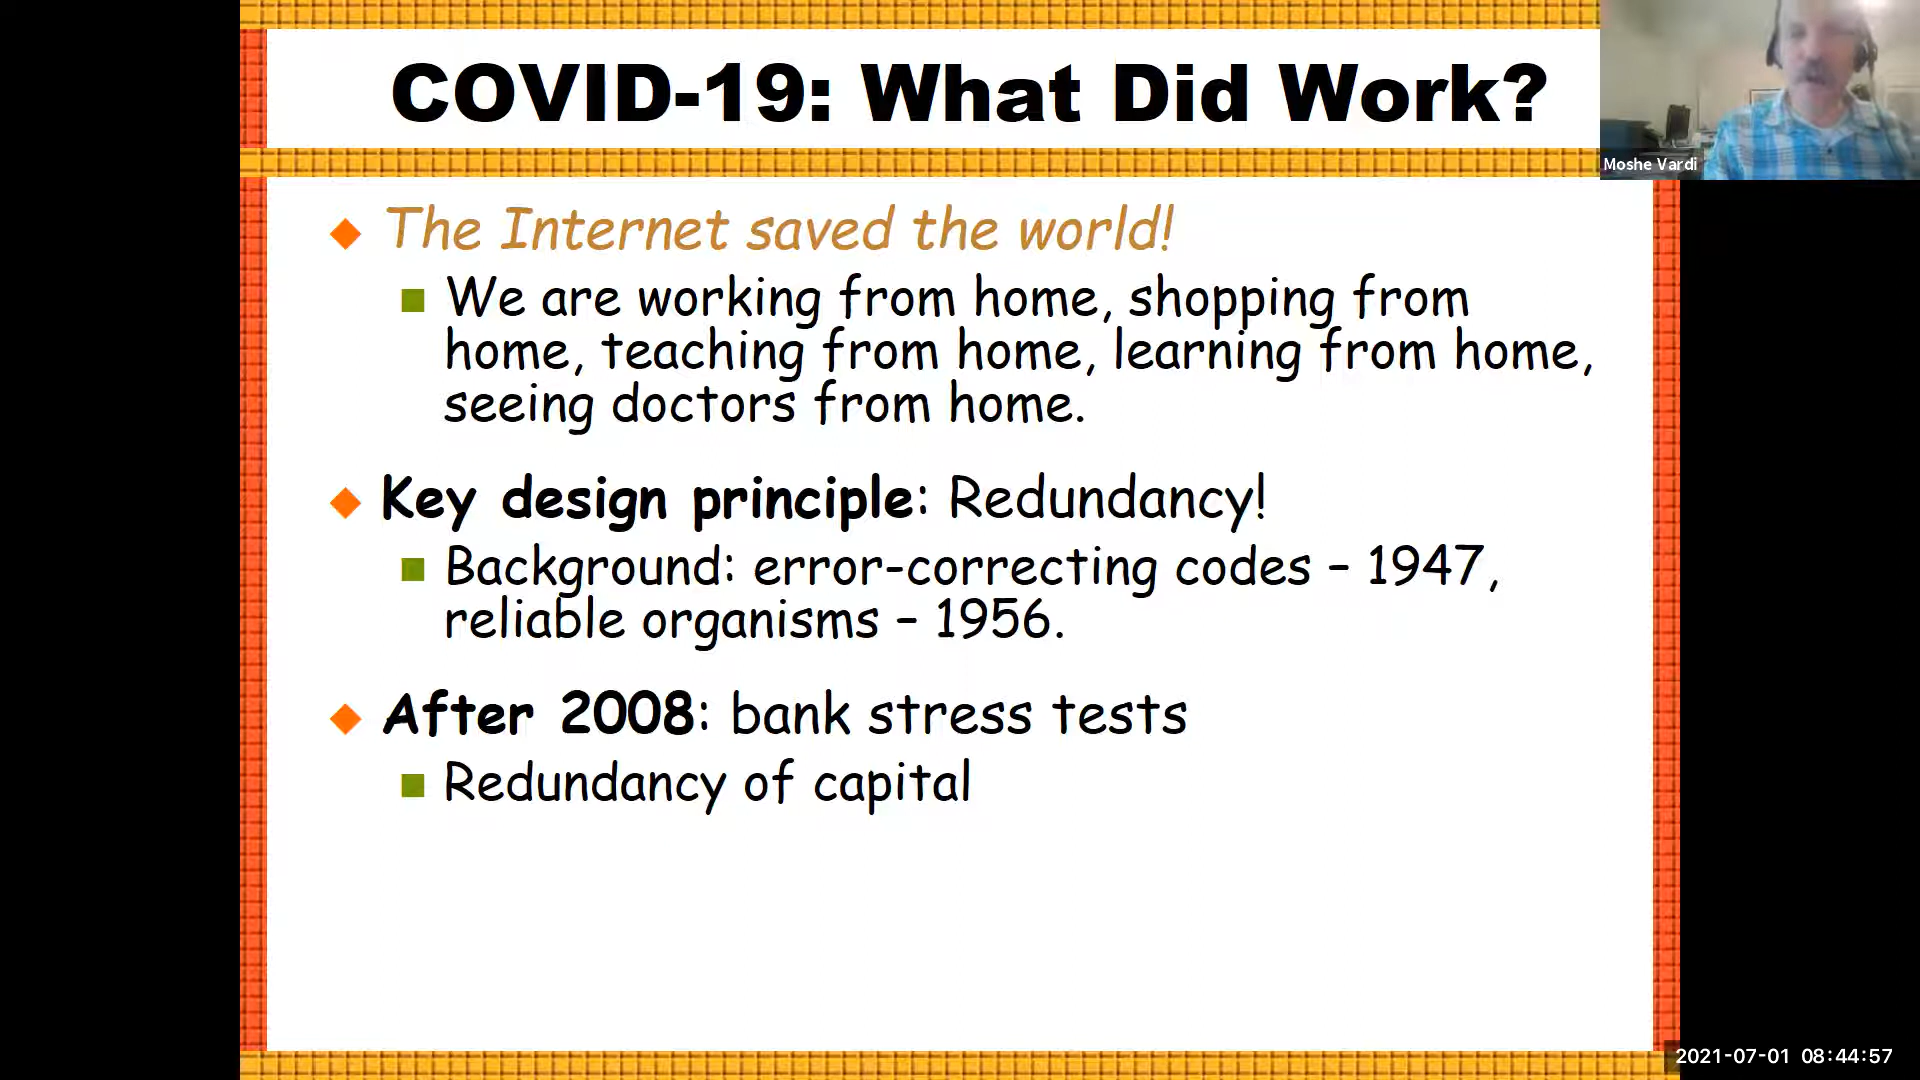 COVID-19: What Did Work?
Moshe Vardi
The Internet saved the world!
We are working from home, shopping from
home, teaching from home, learning from home,
seeing doctors from home.
Key design principle: Redundancy!
Background: error-correcting codes – 1947,
reliable organisms – 1956.
After 2008: bank stress tests
Redundancy of capital
2021-07-01 08:44:57